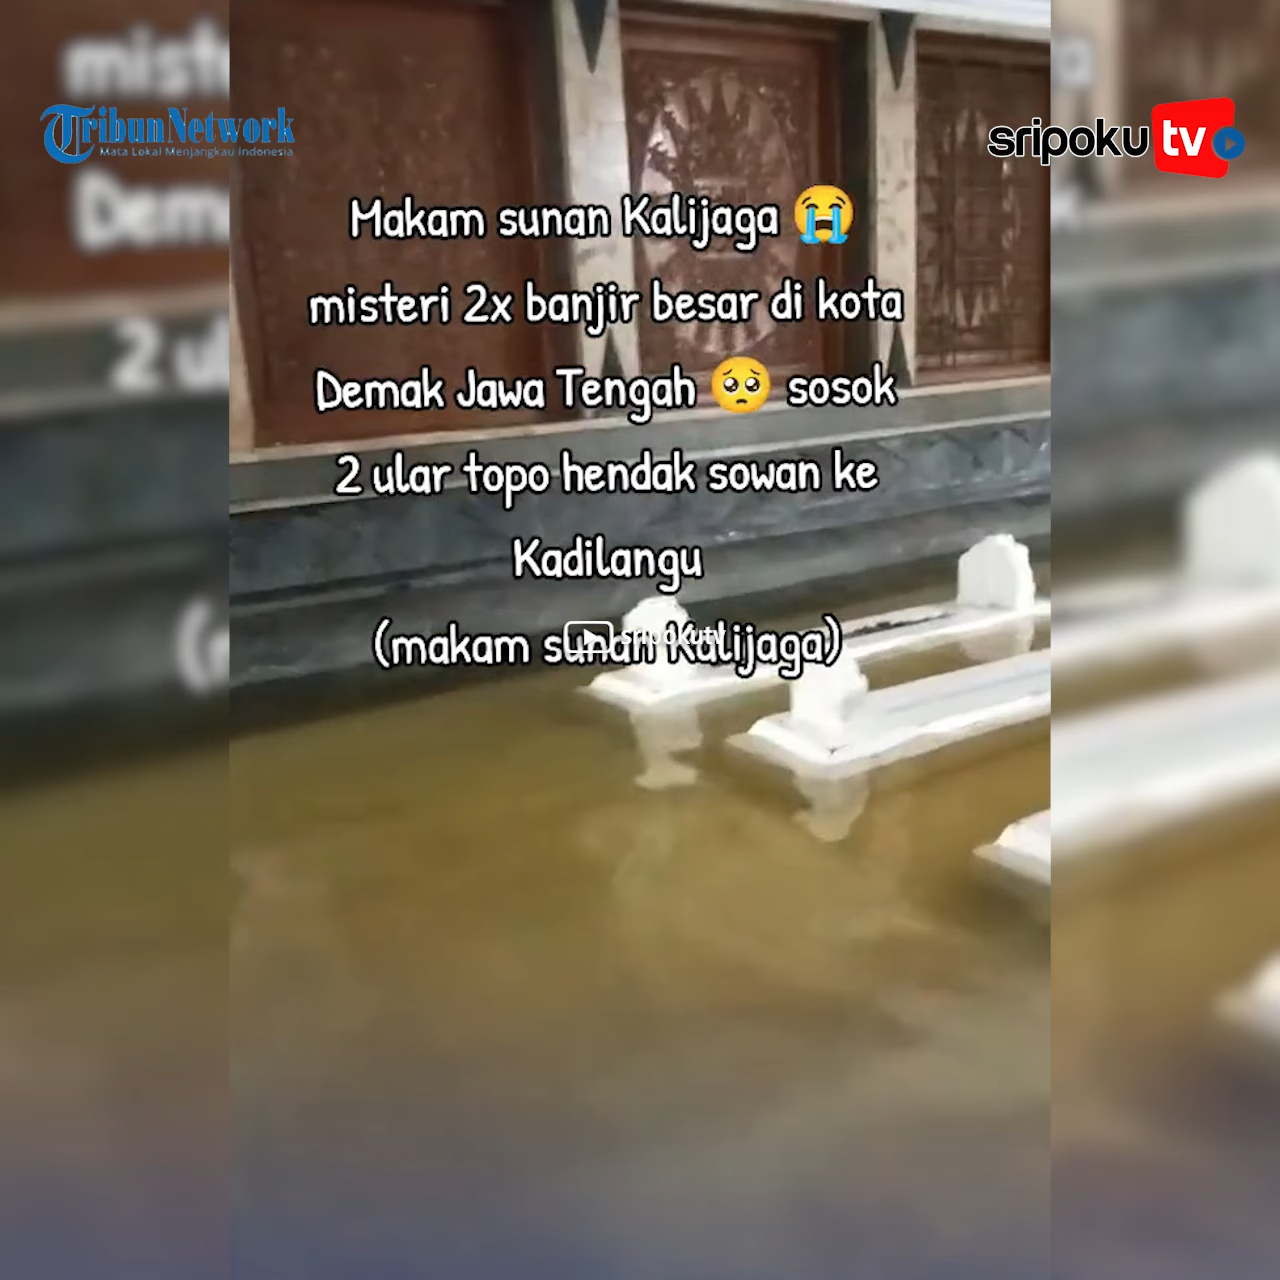 TribunNetwork
Mata Lokal Menjangkau Indonesia
sripoku tv
Makam sunan Kalijaga 😭
misteri 2x banjir besar di kota
Demak Jawa Tengah 🥺 sosok
2 ular topo hendak sowan ke
Kadilangu
(makam sunan Kalijaga)
sripokutv